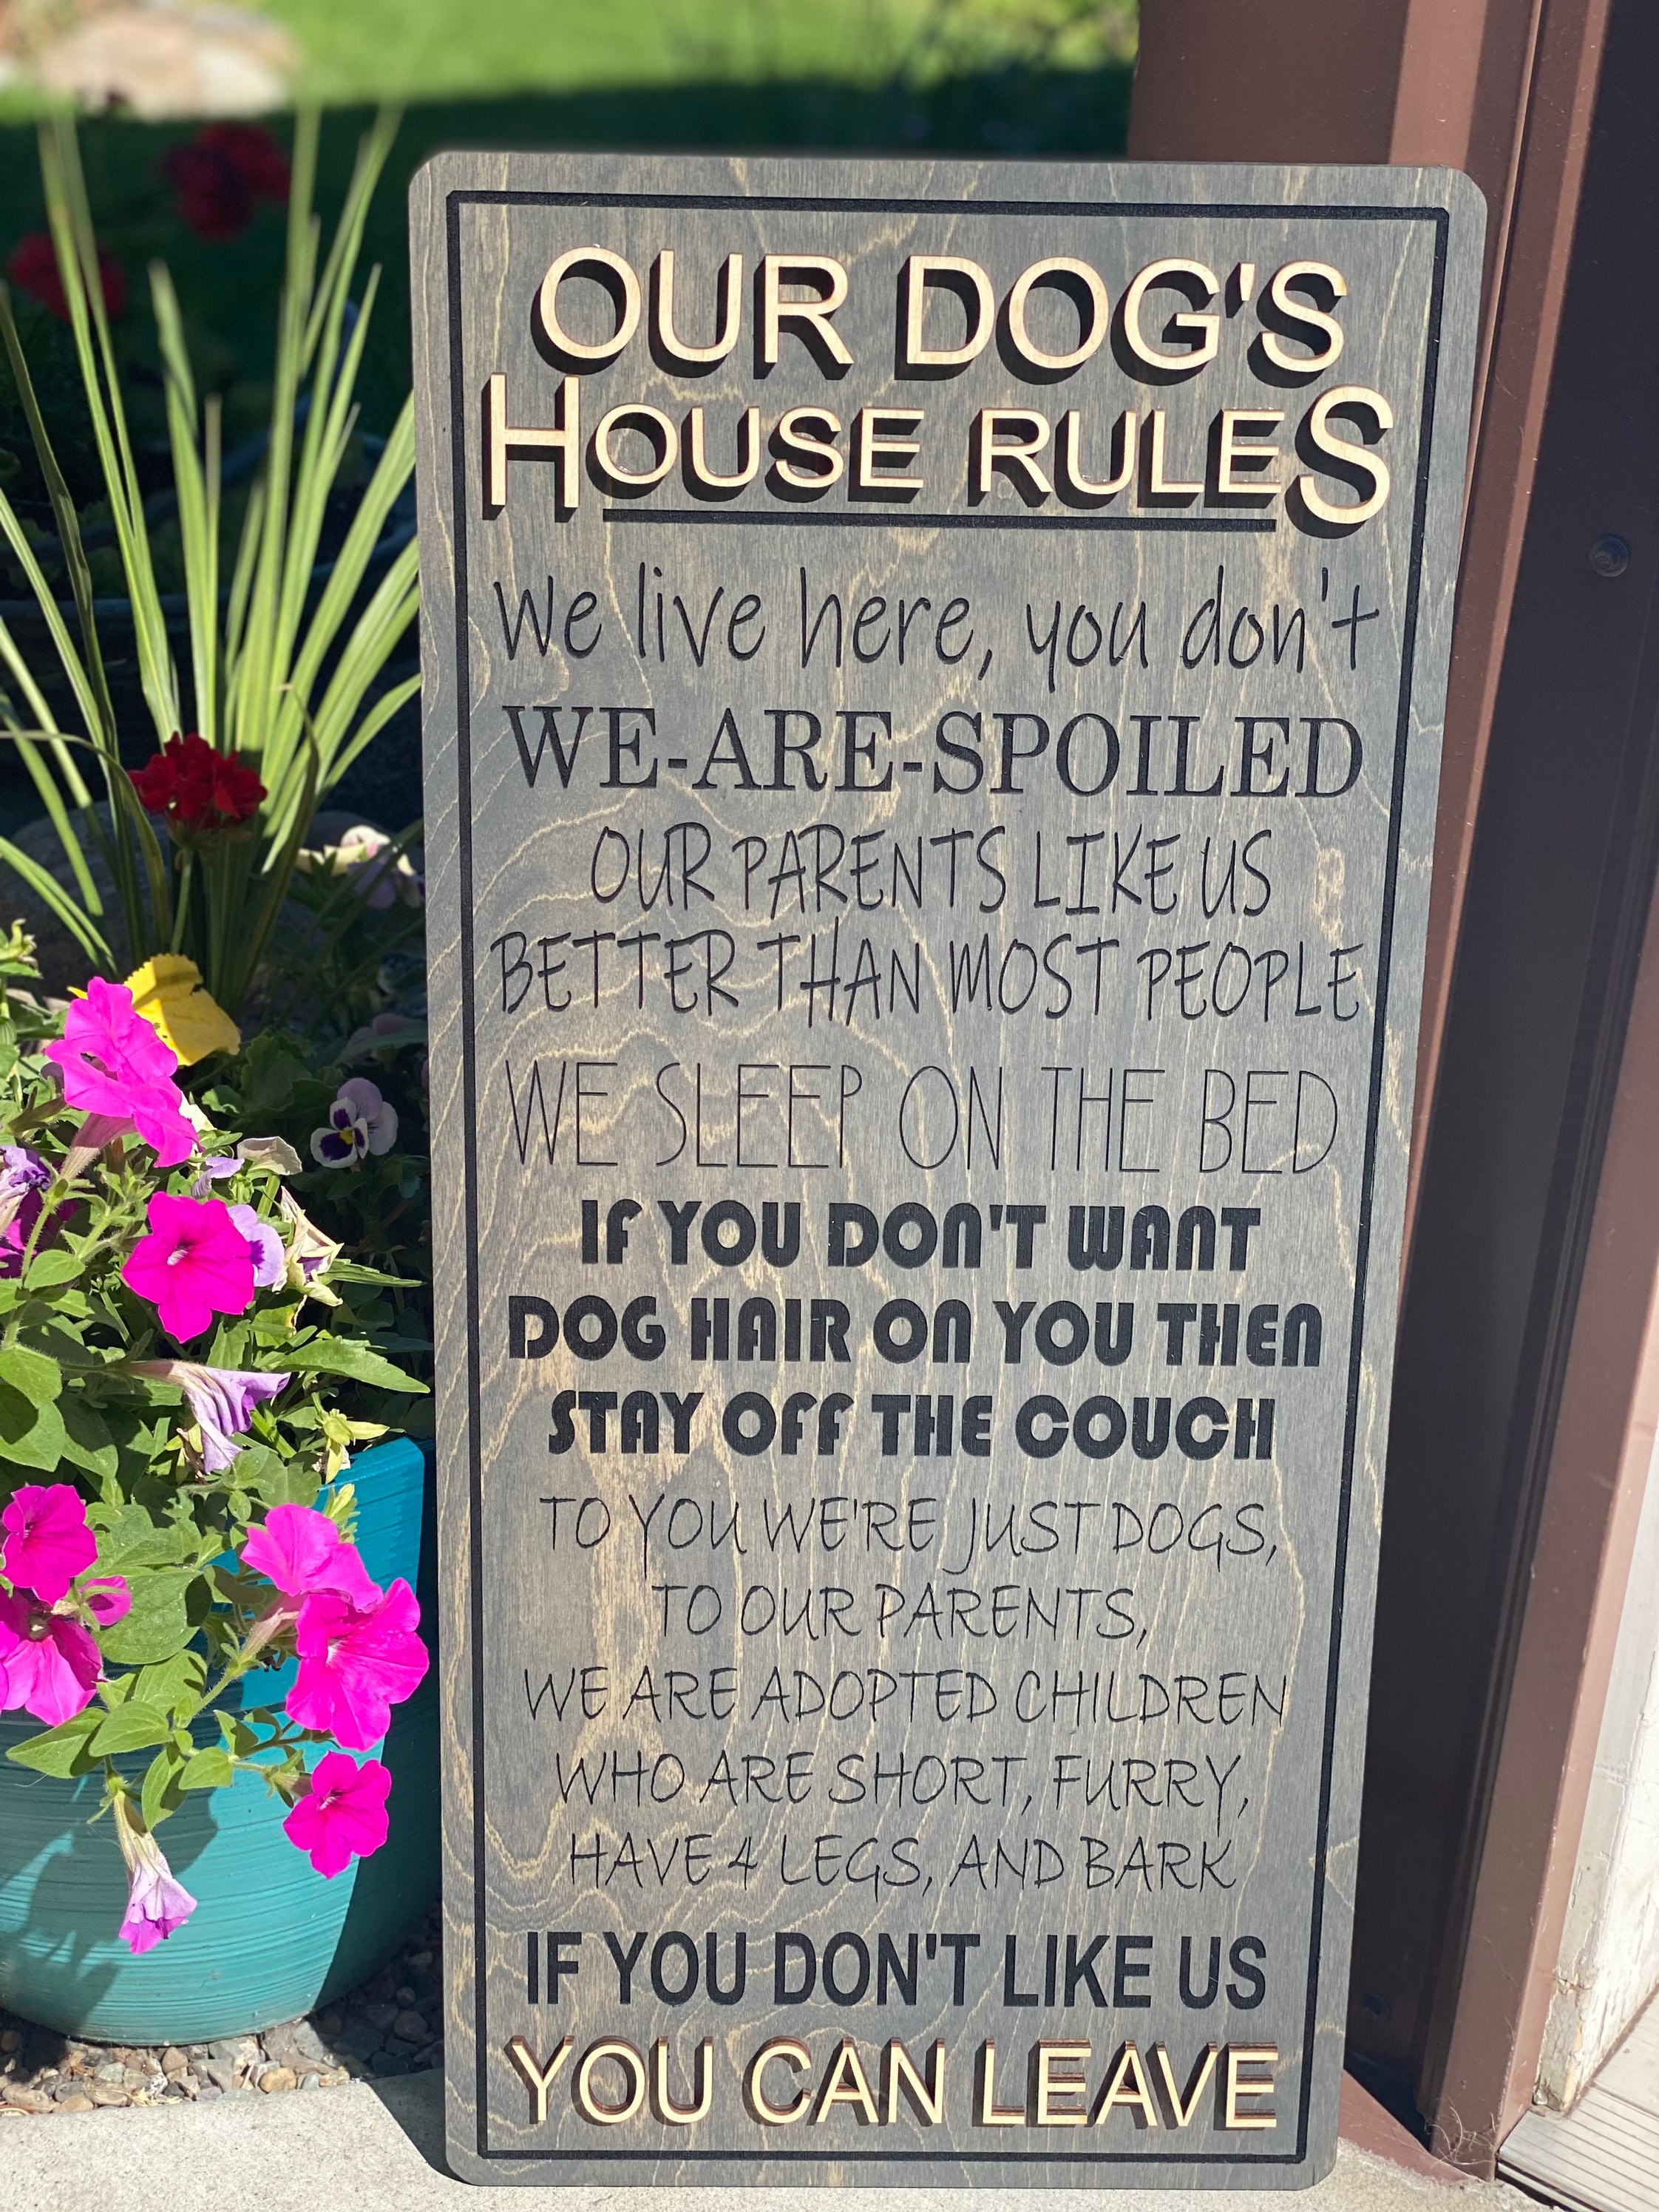 OUR DOG'S
HOUSE RULES
We live here, you don't
WE-ARE-SPOILED
OUR PARENTS LIKE US
BETTER THAN MOST PEOPLE
WE SLEEP ON THE BED
IF YOU DON'T WANT
DOG HAIR ON YOU THEN
STAY OFF THE COUCH
TO YOU WE'RE JUST DOGS,
TO OUR PARENTS,
WE ARE ADOPTED CHILDREN
WHO ARE SHORT, FURRY,
HAVE 4 LEGS, AND BARK
IF YOU DON'T LIKE US
YOU CAN LEAVE